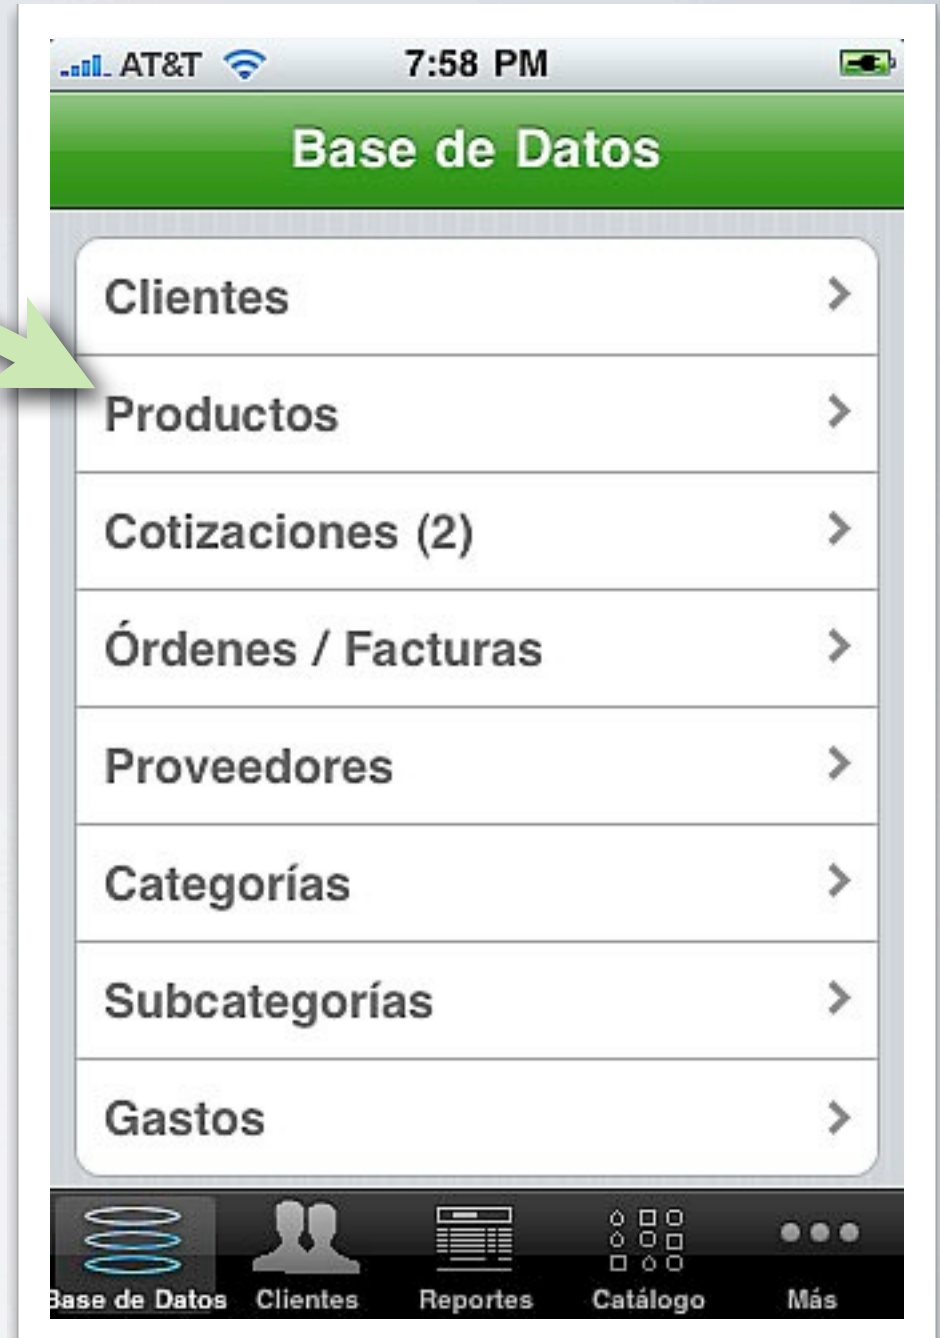 AT&T 7:58 PM
Base de Datos
Clientes
Productos
Cotizaciones (2)
Órdenes / Facturas
Proveedores
Categorías
Subcategorías
Gastos
Base de Datos Clientes Reportes Catálogo Más